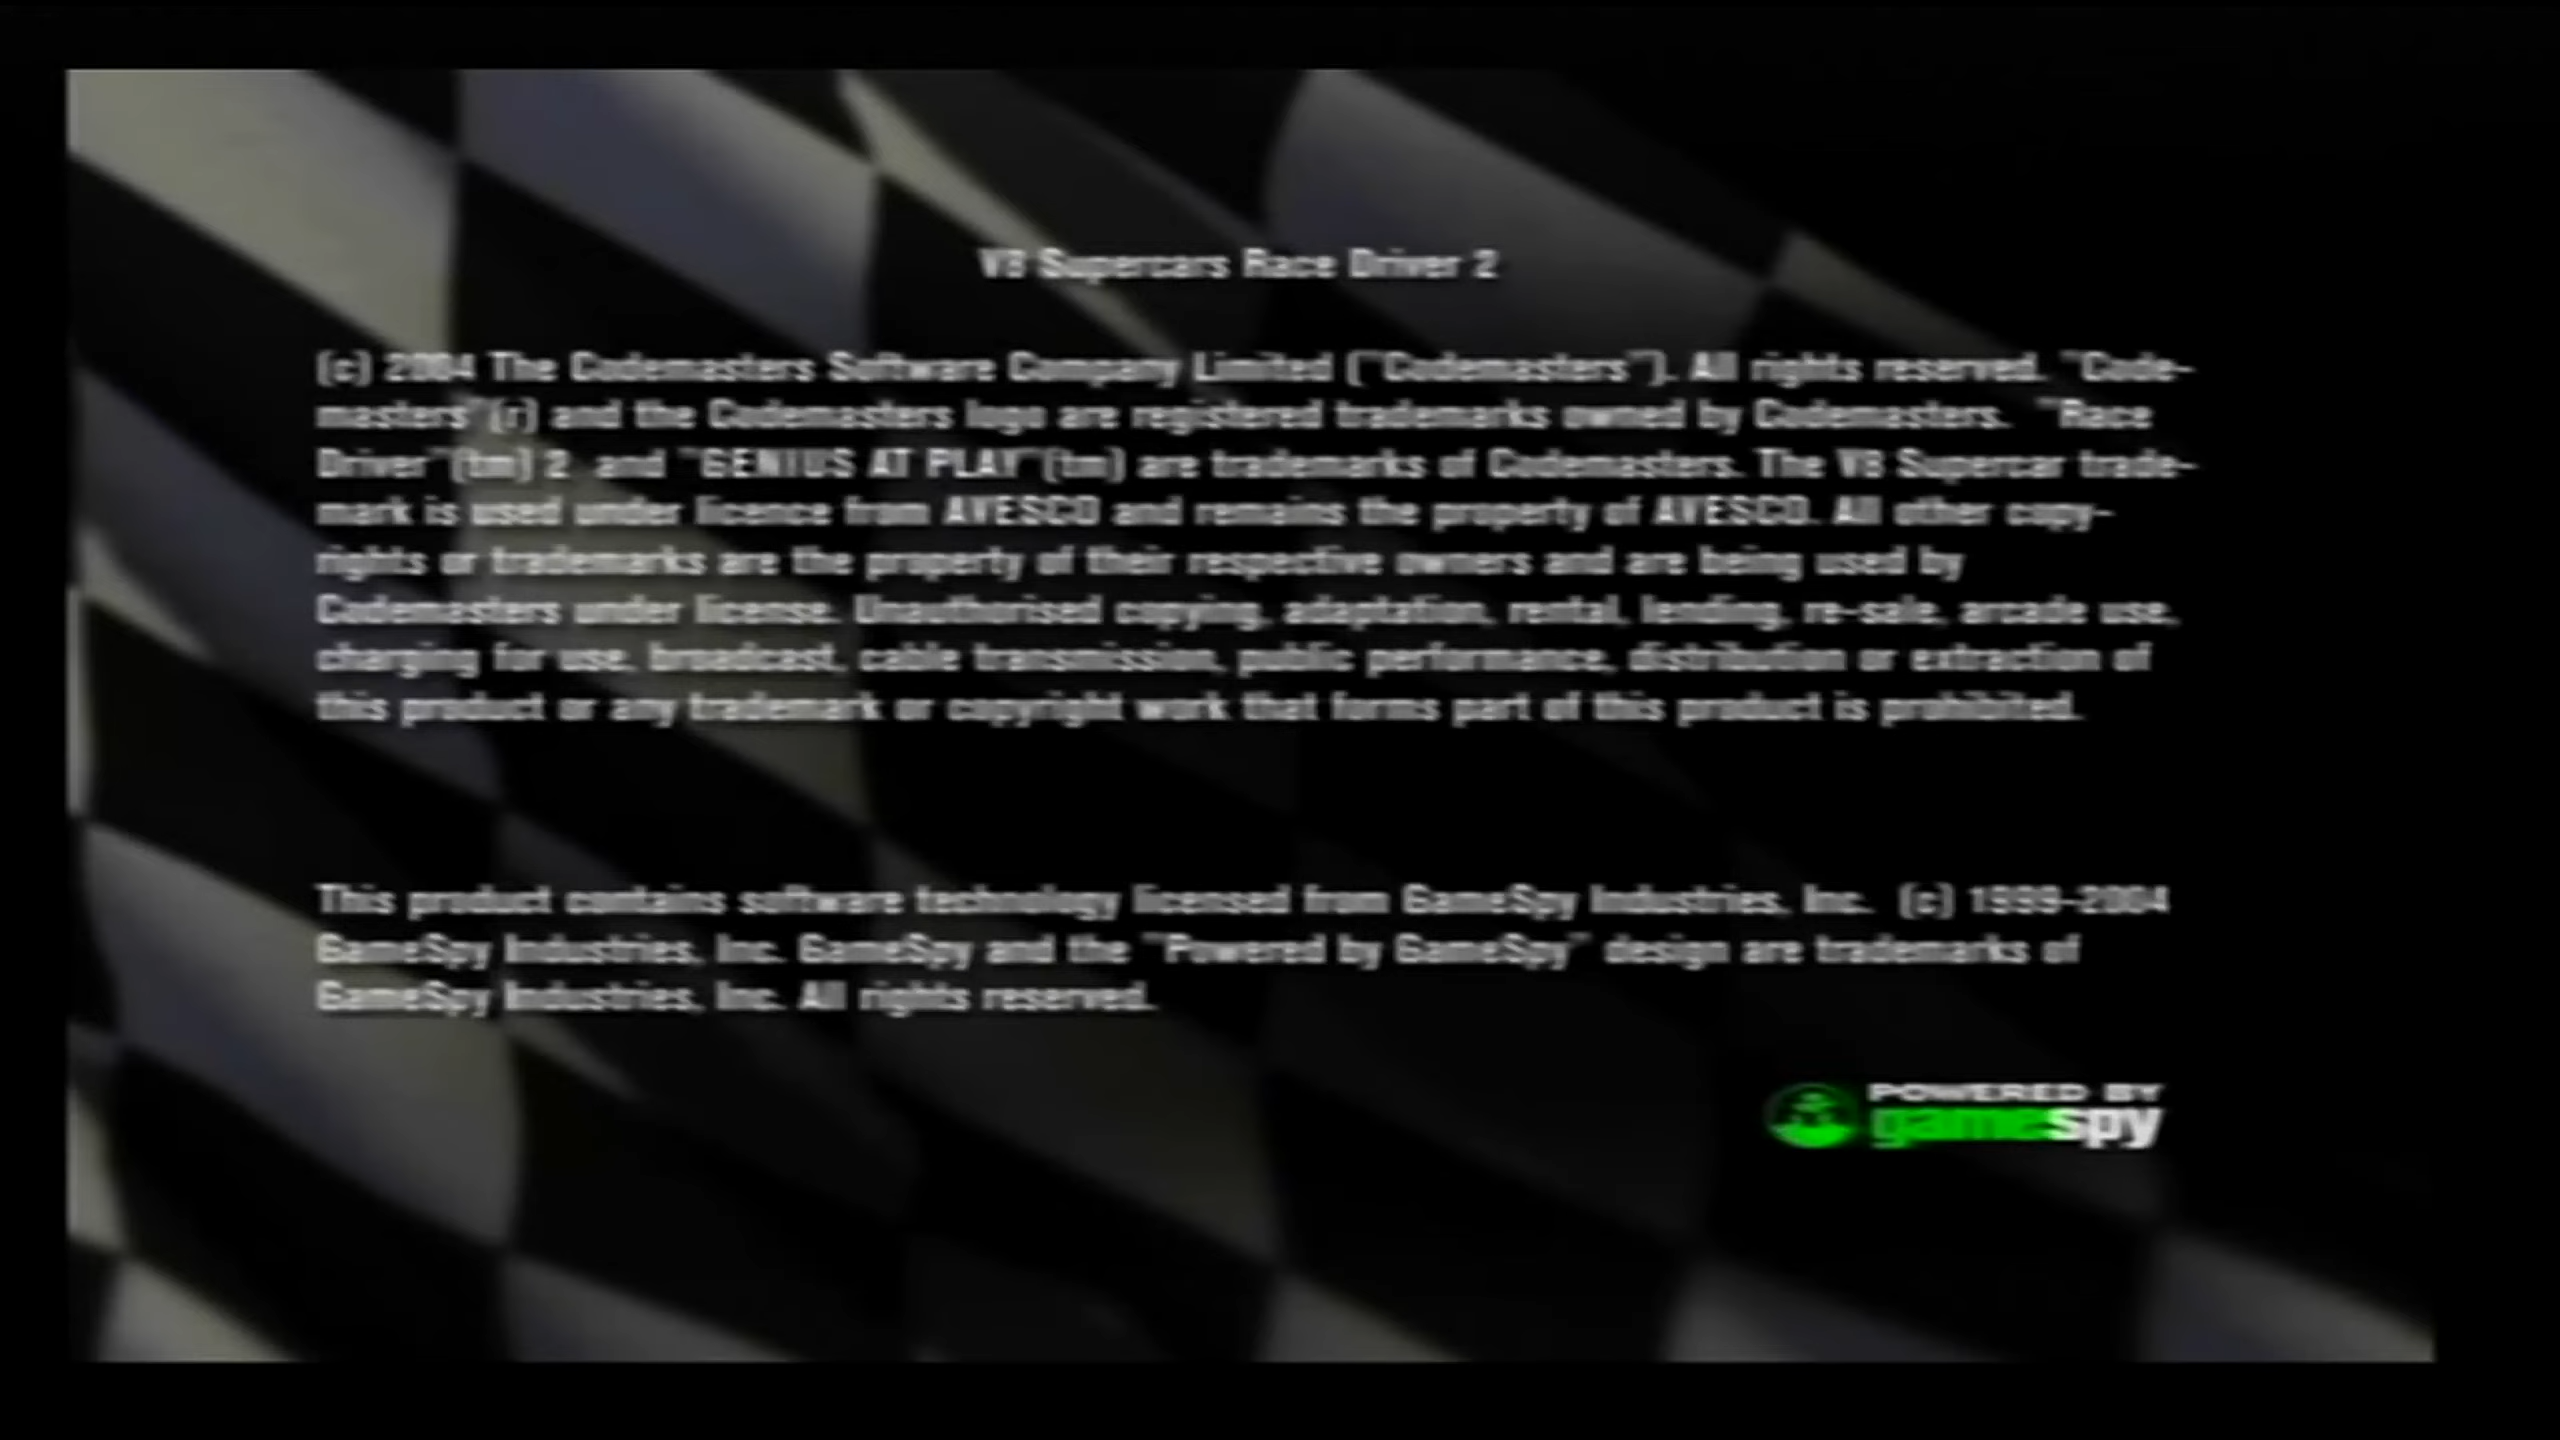 V8 Supercars Race Driver 2
(c) 2004 The Codemasters Software Company Limited ("Codemasters"). All rights reserved. "Code-
masters"(r) and the Codemasters logo are registered trademarks owned by Codemasters. "Race
Driver"(tm) 2 and "GENIUS AT PLAY"(tm) are trademarks of Codemasters. The V8 Supercar trade-
mark is used under licence from AVESCO and remains the property of AVESCO. All other copy-
rights or trademarks are the property of their respective owners and are being used by
Codemasters under license. Unauthorised copying, adaptation, rental, lending, re-sale, arcade use,
charging for use, broadcast, cable transmission, public performance, distribution or extraction of
this product or any trademark or copyright work that forms part of this product is prohibited.
This product contains software technology licensed from GameSpy Industries, Inc. (c) 1999-2004
GameSpy Industries, Inc. GameSpy and the "Powered by GameSpy" design are trademarks of
GameSpy Industries, Inc. All rights reserved.
POWERED BY
gamespy